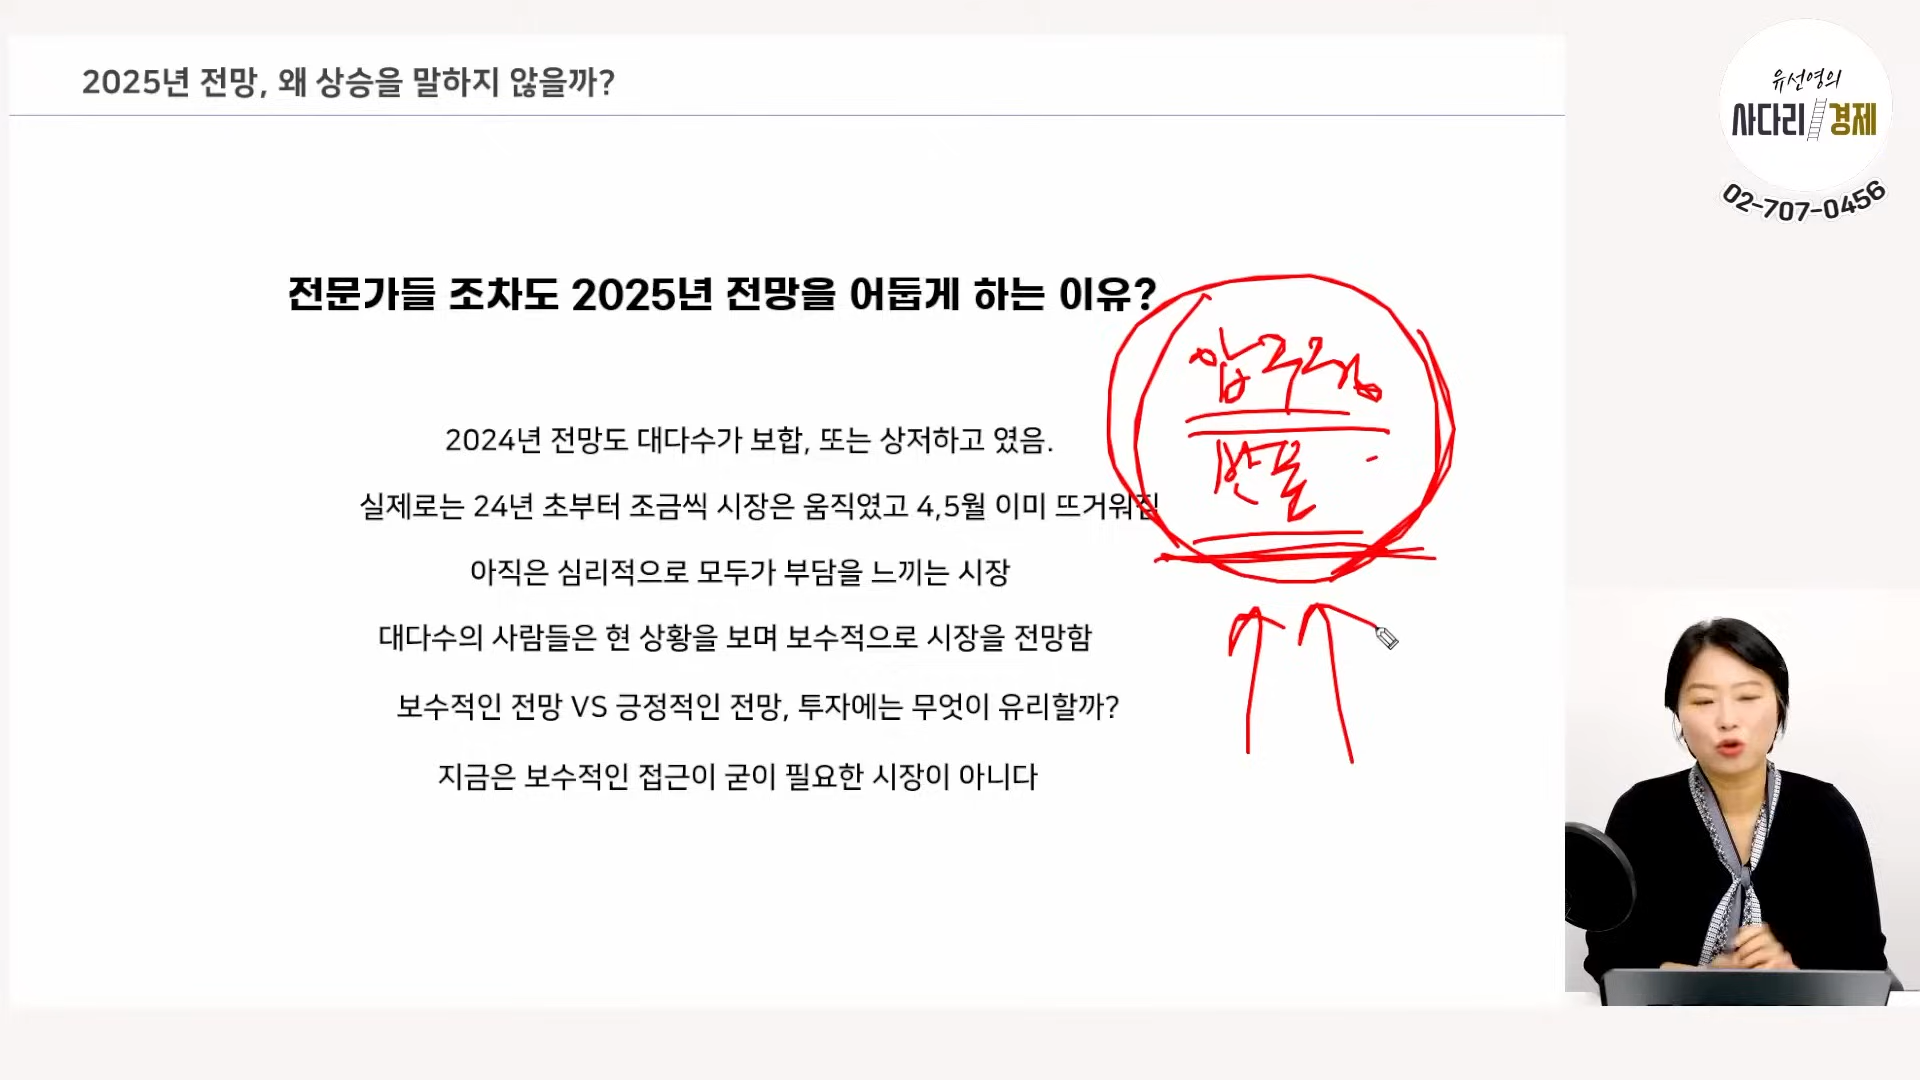 2025년 전망, 왜 상승을 말하지 않을까?
유선영의
사다리경제
02-707-0456
전문가들 조차도 2025년 전망을 어둡게 하는 이유?
압구정
반포
2024년 전망도 대다수가 보합, 또는 상저하고 였음.
실제로는 24년 초부터 조금씩 시장은 움직였고 4,5월 이미 뜨거워짐
아직은 심리적으로 모두가 부담을 느끼는 시장
대다수의 사람들은 현 상황을 보며 보수적으로 시장을 전망함
보수적인 전망 VS 긍정적인 전망, 투자에는 무엇이 유리할까?
지금은 보수적인 접근이 굳이 필요한 시장이 아니다